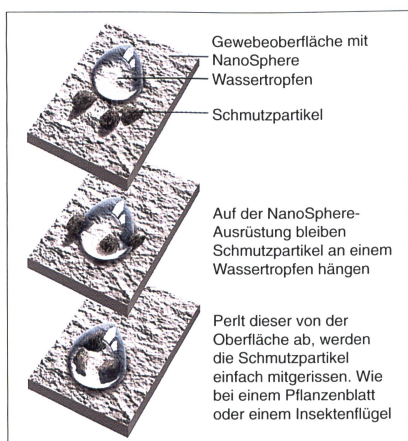 Gewebeoberfläche mit
NanoSphere
Wassertropfen
Schmutzpartikel
Auf der NanoSphere-
Ausrüstung bleiben
Schmutzpartikel an einem
Wassertropfen hängen
Perlt dieser von der
Oberfläche ab, werden
die Schmutzpartikel
einfach mitgerissen. Wie
bei einem Pflanzenblatt
oder einem Insektenflügel